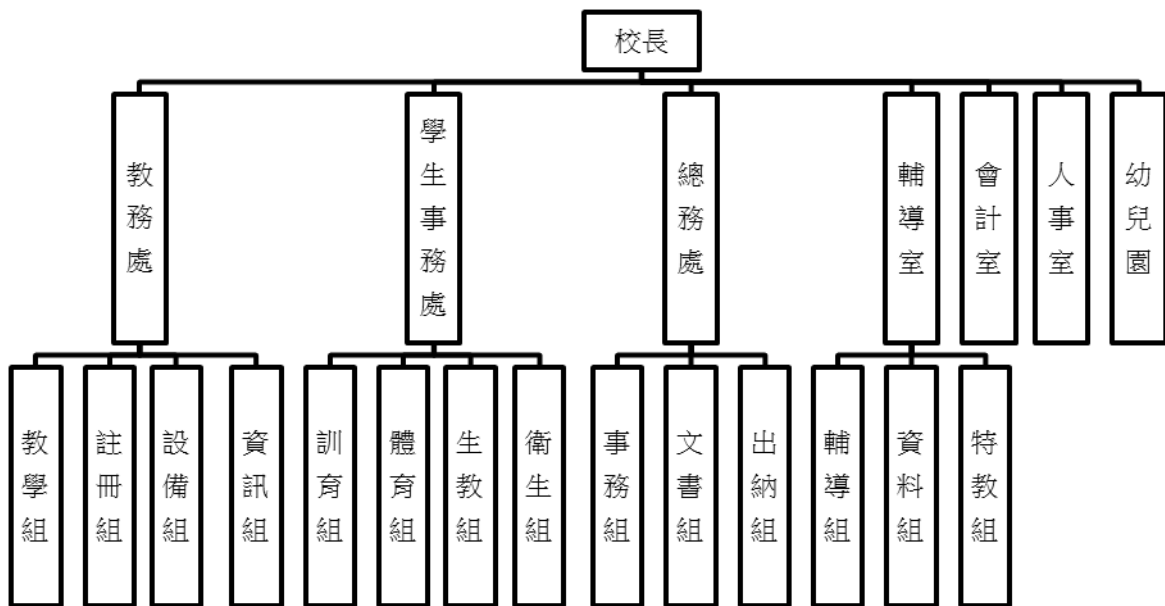 校長
教務處
學生事務處
總務處
輔導室
會計室
人事室
幼兒園
教學組
註冊組
設備組
資訊組
訓育組
體育組
生教組
衛生組
事務組
文書組
出納組
輔導組
資料組
特教組